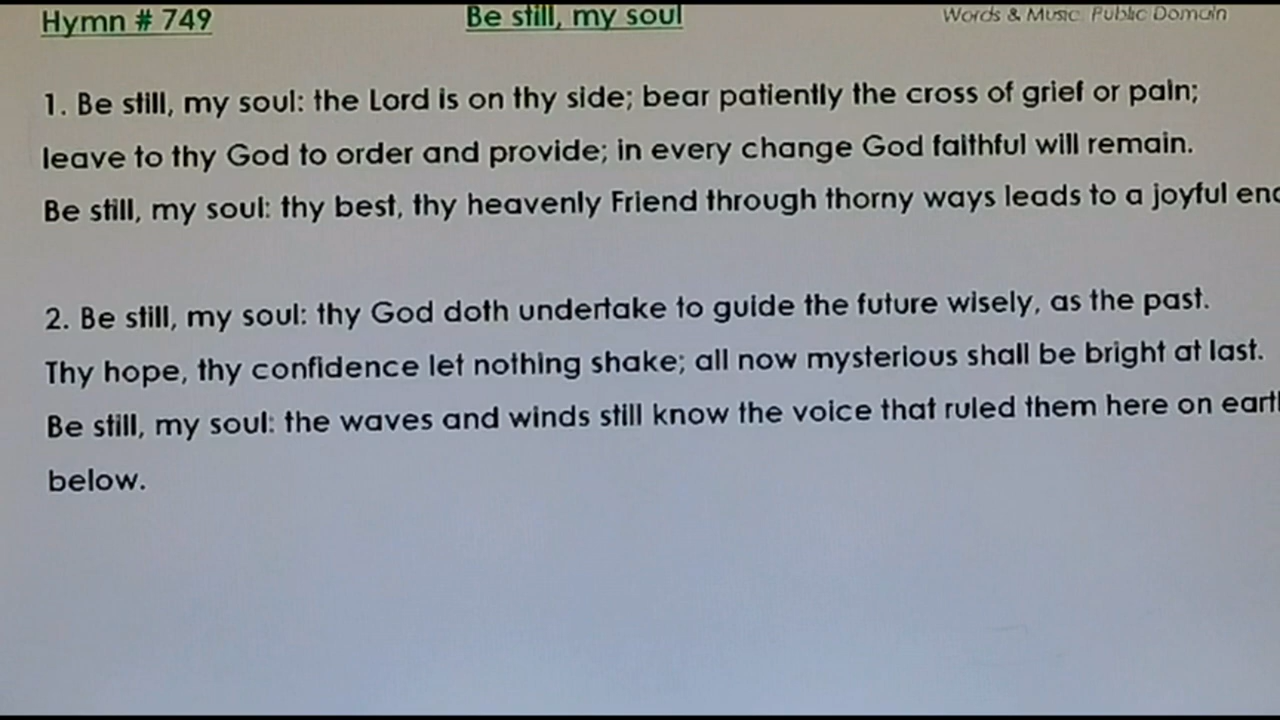 Hymn # 749 Be still, my soul Words & Music: Public Domain
1. Be still, my soul: the Lord is on thy side; bear patiently the cross of grief or pain;
leave to thy God to order and provide; in every change God faithful will remain.
Be still, my soul: thy best, thy heavenly Friend through thorny ways leads to a joyful end
2. Be still, my soul: thy God doth undertake to guide the future wisely, as the past.
Thy hope, thy confidence let nothing shake; all now mysterious shall be bright at last.
Be still, my soul: the waves and winds still know the voice that ruled them here on earth
below.